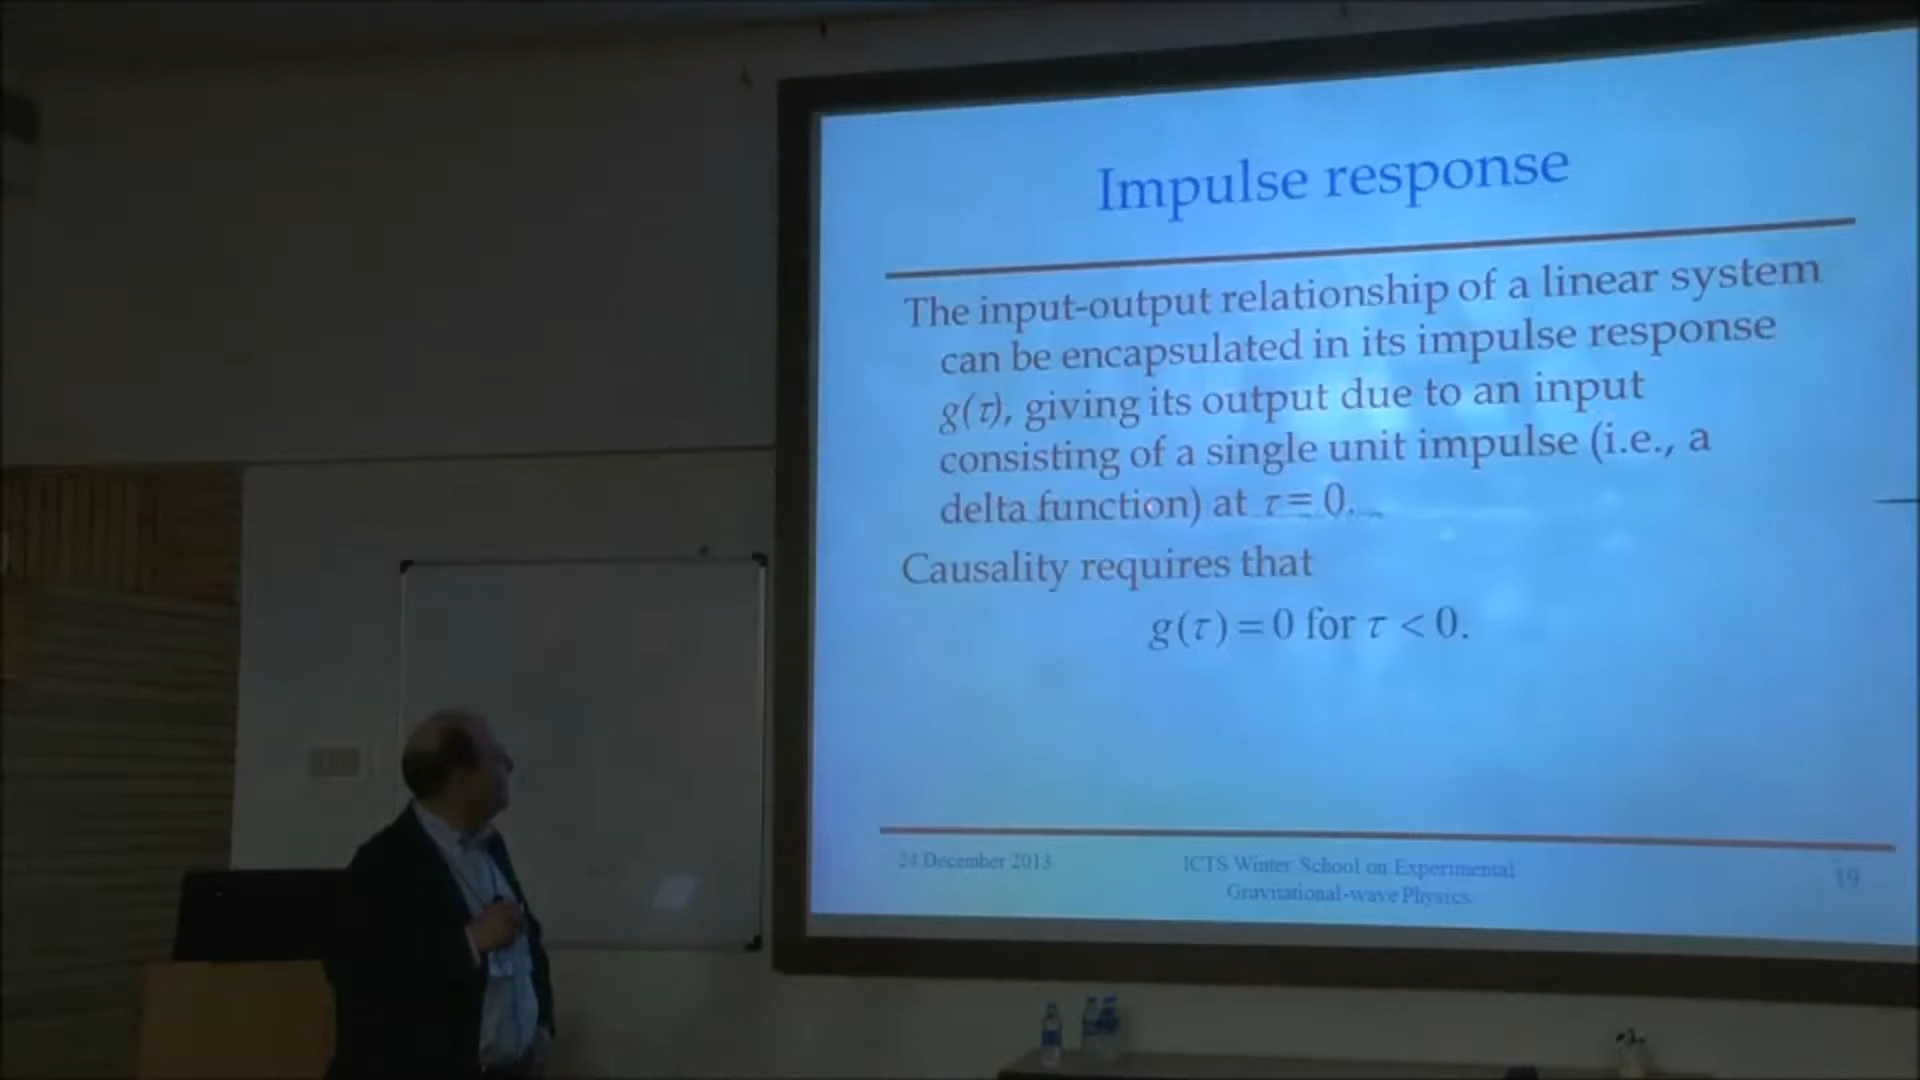 Impulse response
The input-output relationship of a linear system
can be encapsulated in its impulse response
g(τ), giving its output due to an input
consisting of a single unit impulse (i.e., a
delta function) at τ = 0.
Causality requires that
g(τ) = 0 for τ < 0.
24 December 2013
ICTS Winter School on Experimental
Gravitational-wave Physics
19